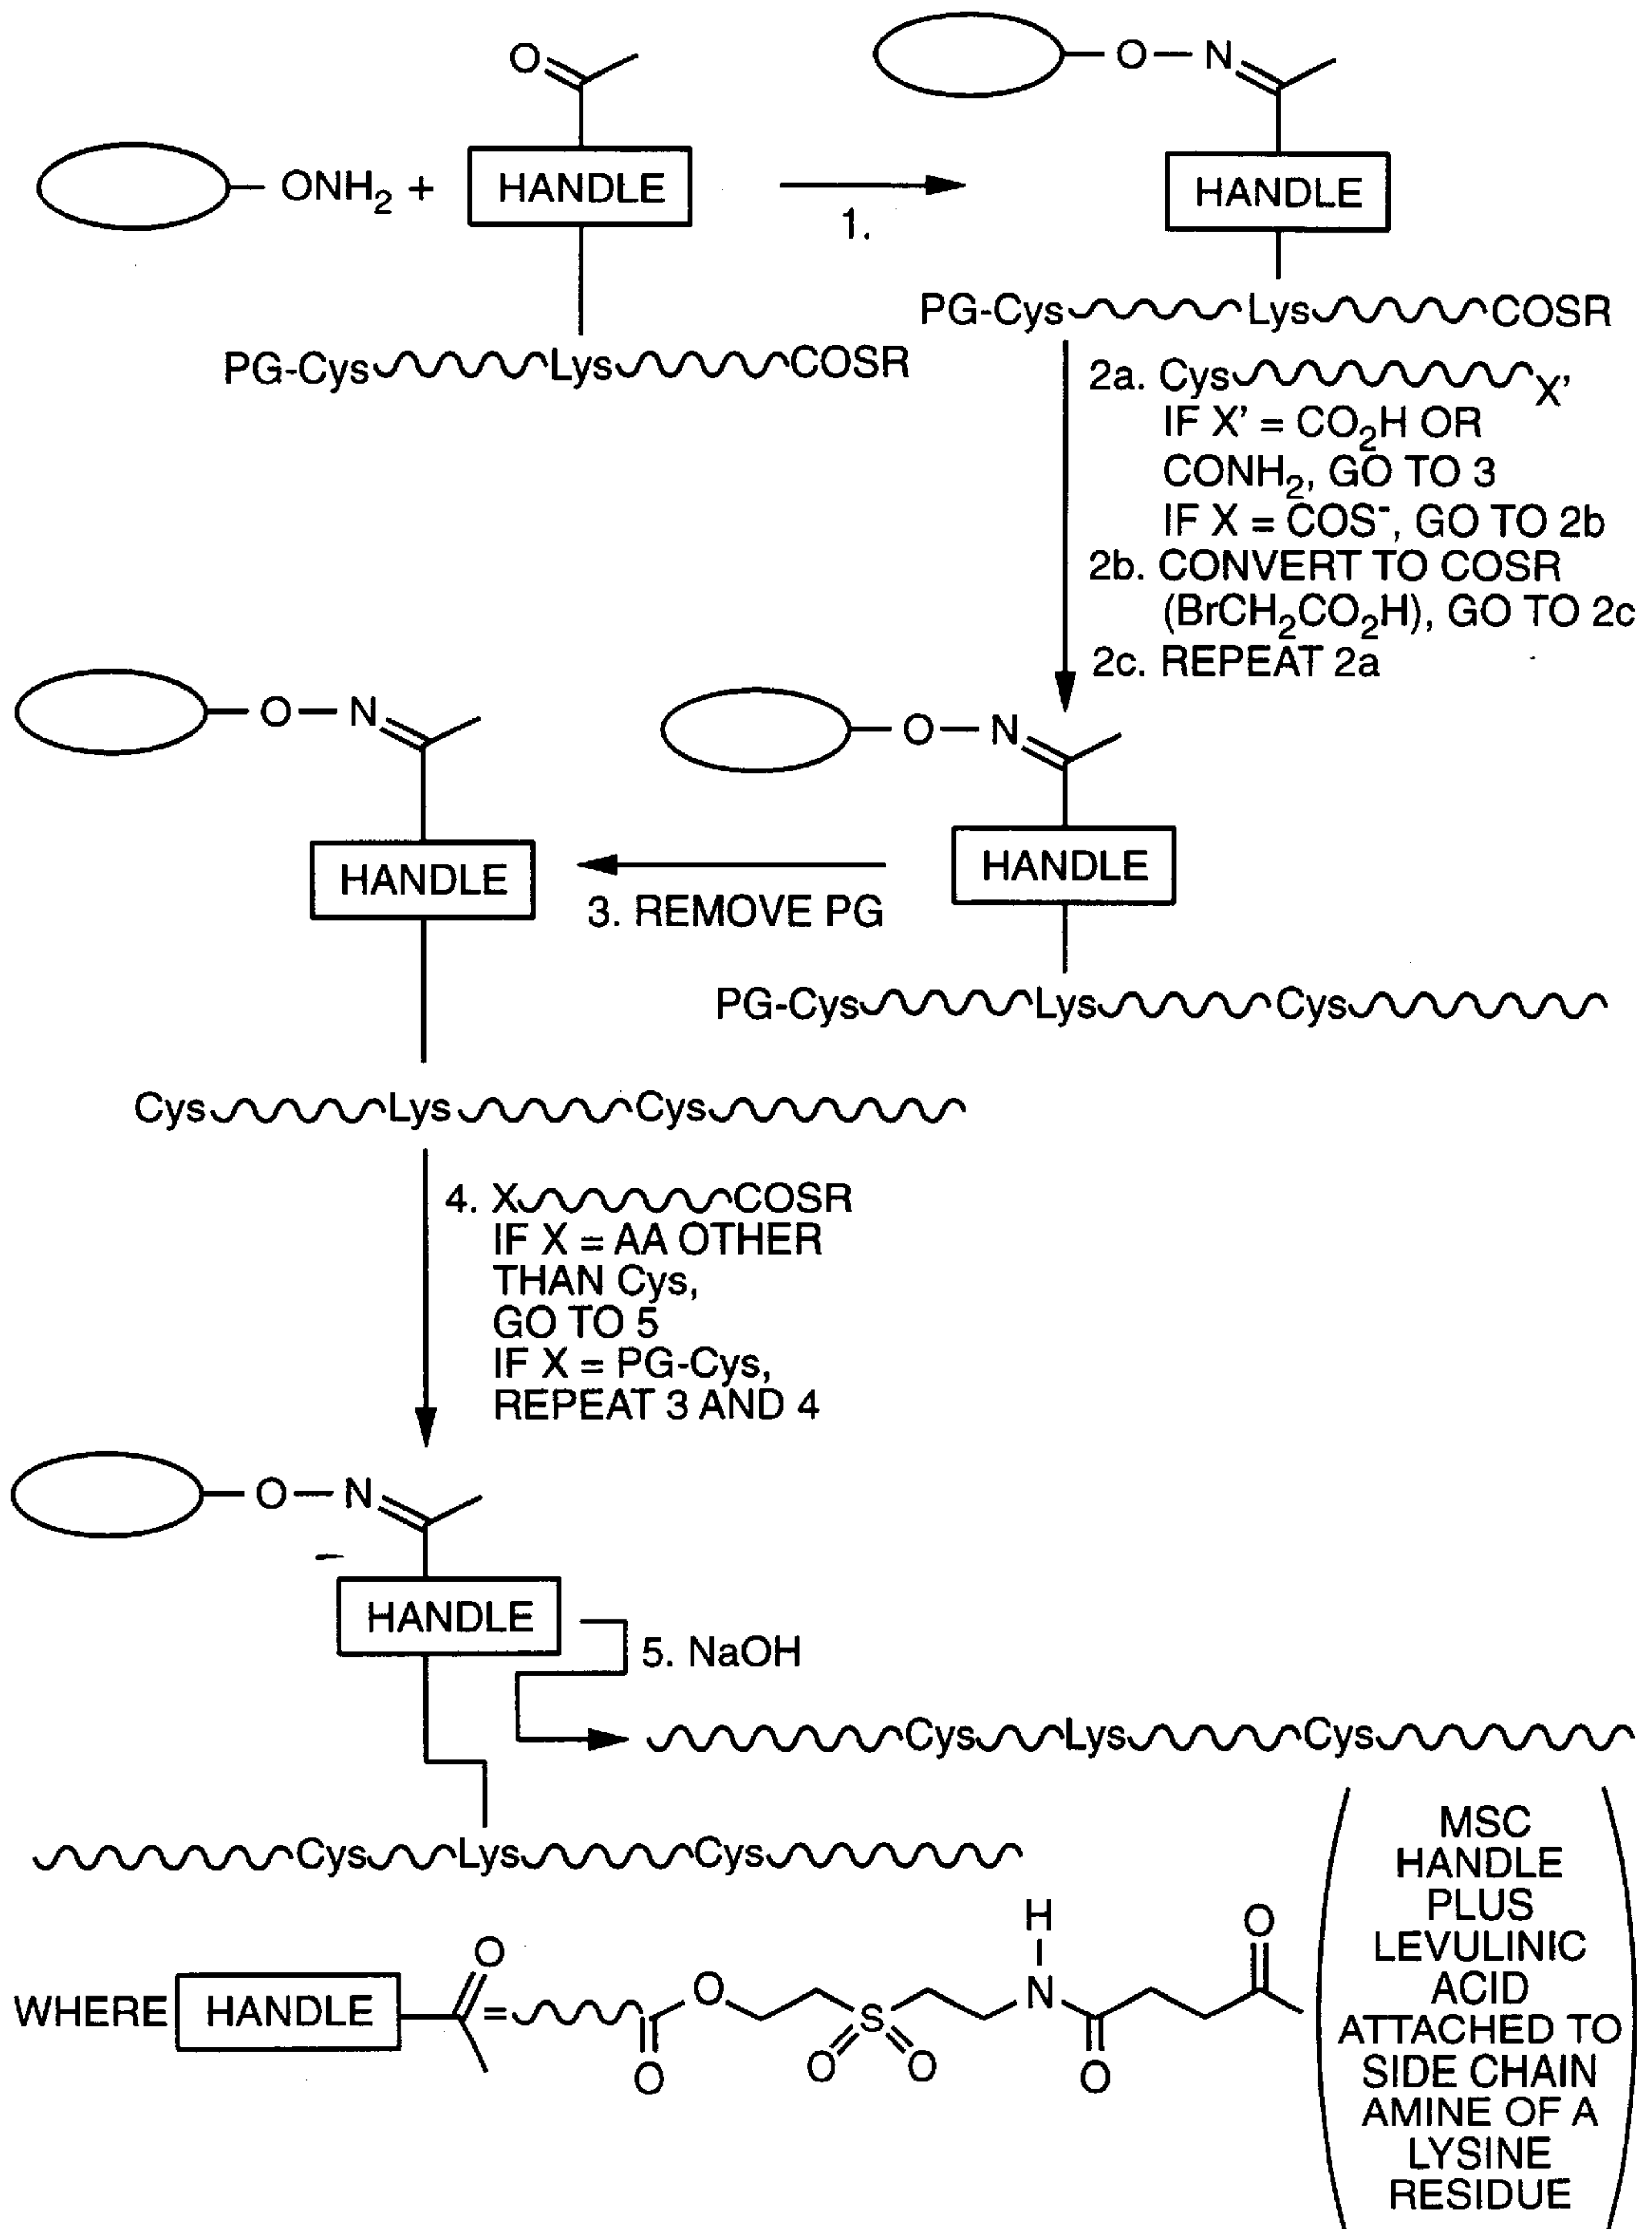 O
O — N
ONH2 +
HANDLE
1.
HANDLE
PG-Cys Lys COSR
PG-Cys Lys COSR
2a. Cys X'
IF X' = CO2H OR
CONH2, GO TO 3
IF X = COS-, GO TO 2b
2b. CONVERT TO COSR
(BrCH2CO2H), GO TO 2c
2c. REPEAT 2a
O — N
O — N
HANDLE
3. REMOVE PG
HANDLE
PG-Cys Lys Cys
Cys Lys Cys
4. X COSR
IF X = AA OTHER
THAN Cys,
GO TO 5
IF X = PG-Cys,
REPEAT 3 AND 4
O — N
HANDLE
5. NaOH
Cys Lys Cys
Cys Lys Cys
WHERE HANDLE O = O O S O O H N O O
MSC
HANDLE
PLUS
LEVULINIC
ACID
ATTACHED TO
SIDE CHAIN
AMINE OF A
LYSINE
RESIDUE